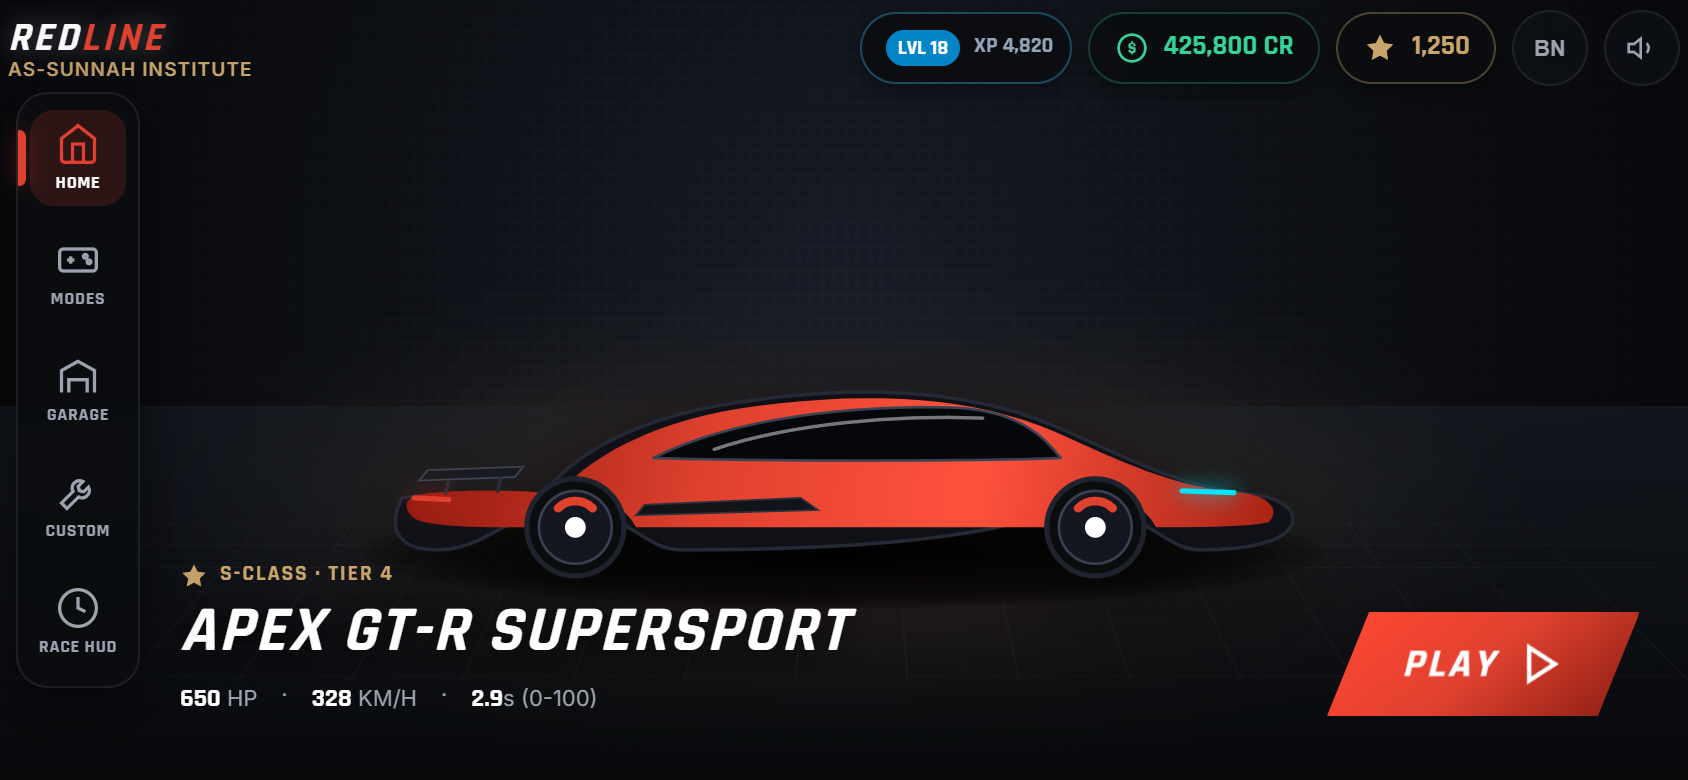 REDLINE
AS-SUNNAH INSTITUTE
LVL 18 XP 4,820
$ 425,800 CR
1,250
BN
HOME
MODES
GARAGE
CUSTOM
RACE HUD
S-CLASS · TIER 4
APEX GT-R SUPERSPORT
650 HP · 328 KM/H · 2.9s (0-100)
PLAY